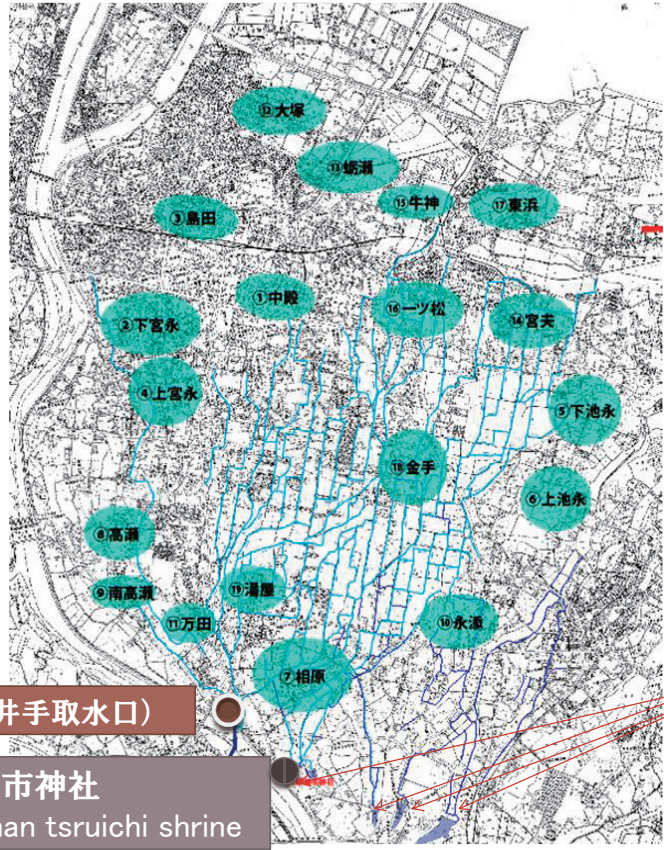 ⑫大塚
⑬蛎瀬
⑮牛神
⑰東浜
③島田
①中殿
②下宮永
⑯一ツ松
⑭宮夫
④上宮永
⑤下池永
⑱金手
⑥上池永
⑧高瀬
⑨南高瀬
⑲湯屋
⑪万田
⑩永添
⑦相原
井手取水口）
市神社
nan tsruichi shrine